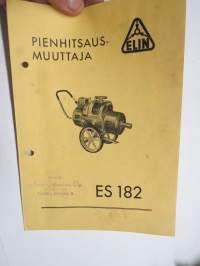 PIENHITSAUS-
MUUTTAJA
ELIN
ES 182